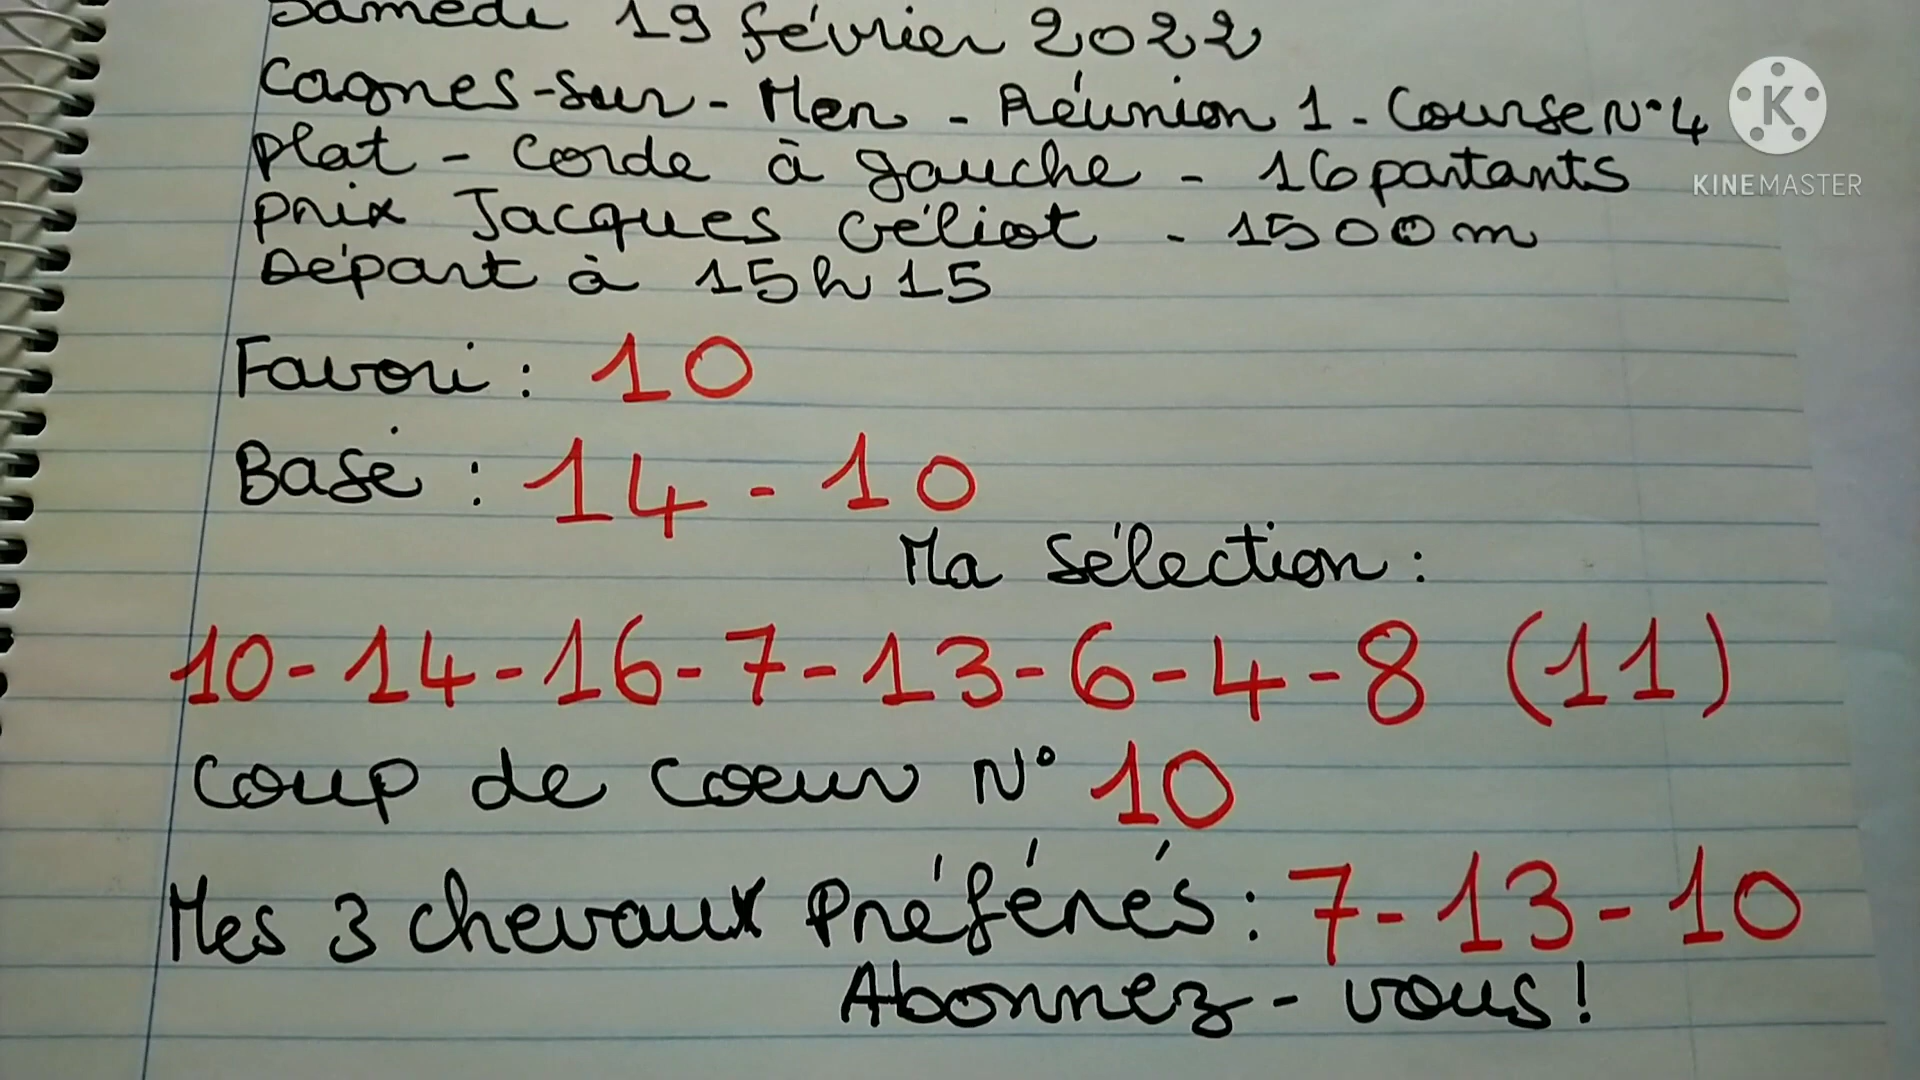 Samedi 19 février 2022
Cagnes-sur-Mer - Réunion 1 - Course N°4
plat - corde à gauche - 16 partants
prix Jacques Géliot - 1500m
Départ à 15h15
Favori : 10
Base : 14 - 10
Ma sélection :
10 - 14 - 16 - 7 - 13 - 6 - 4 - 8 (11)
coup de coeur N° 10
Mes 3 chevaux Préférés : 7 - 13 - 10
Abonnez-vous !
K
KINEMASTER